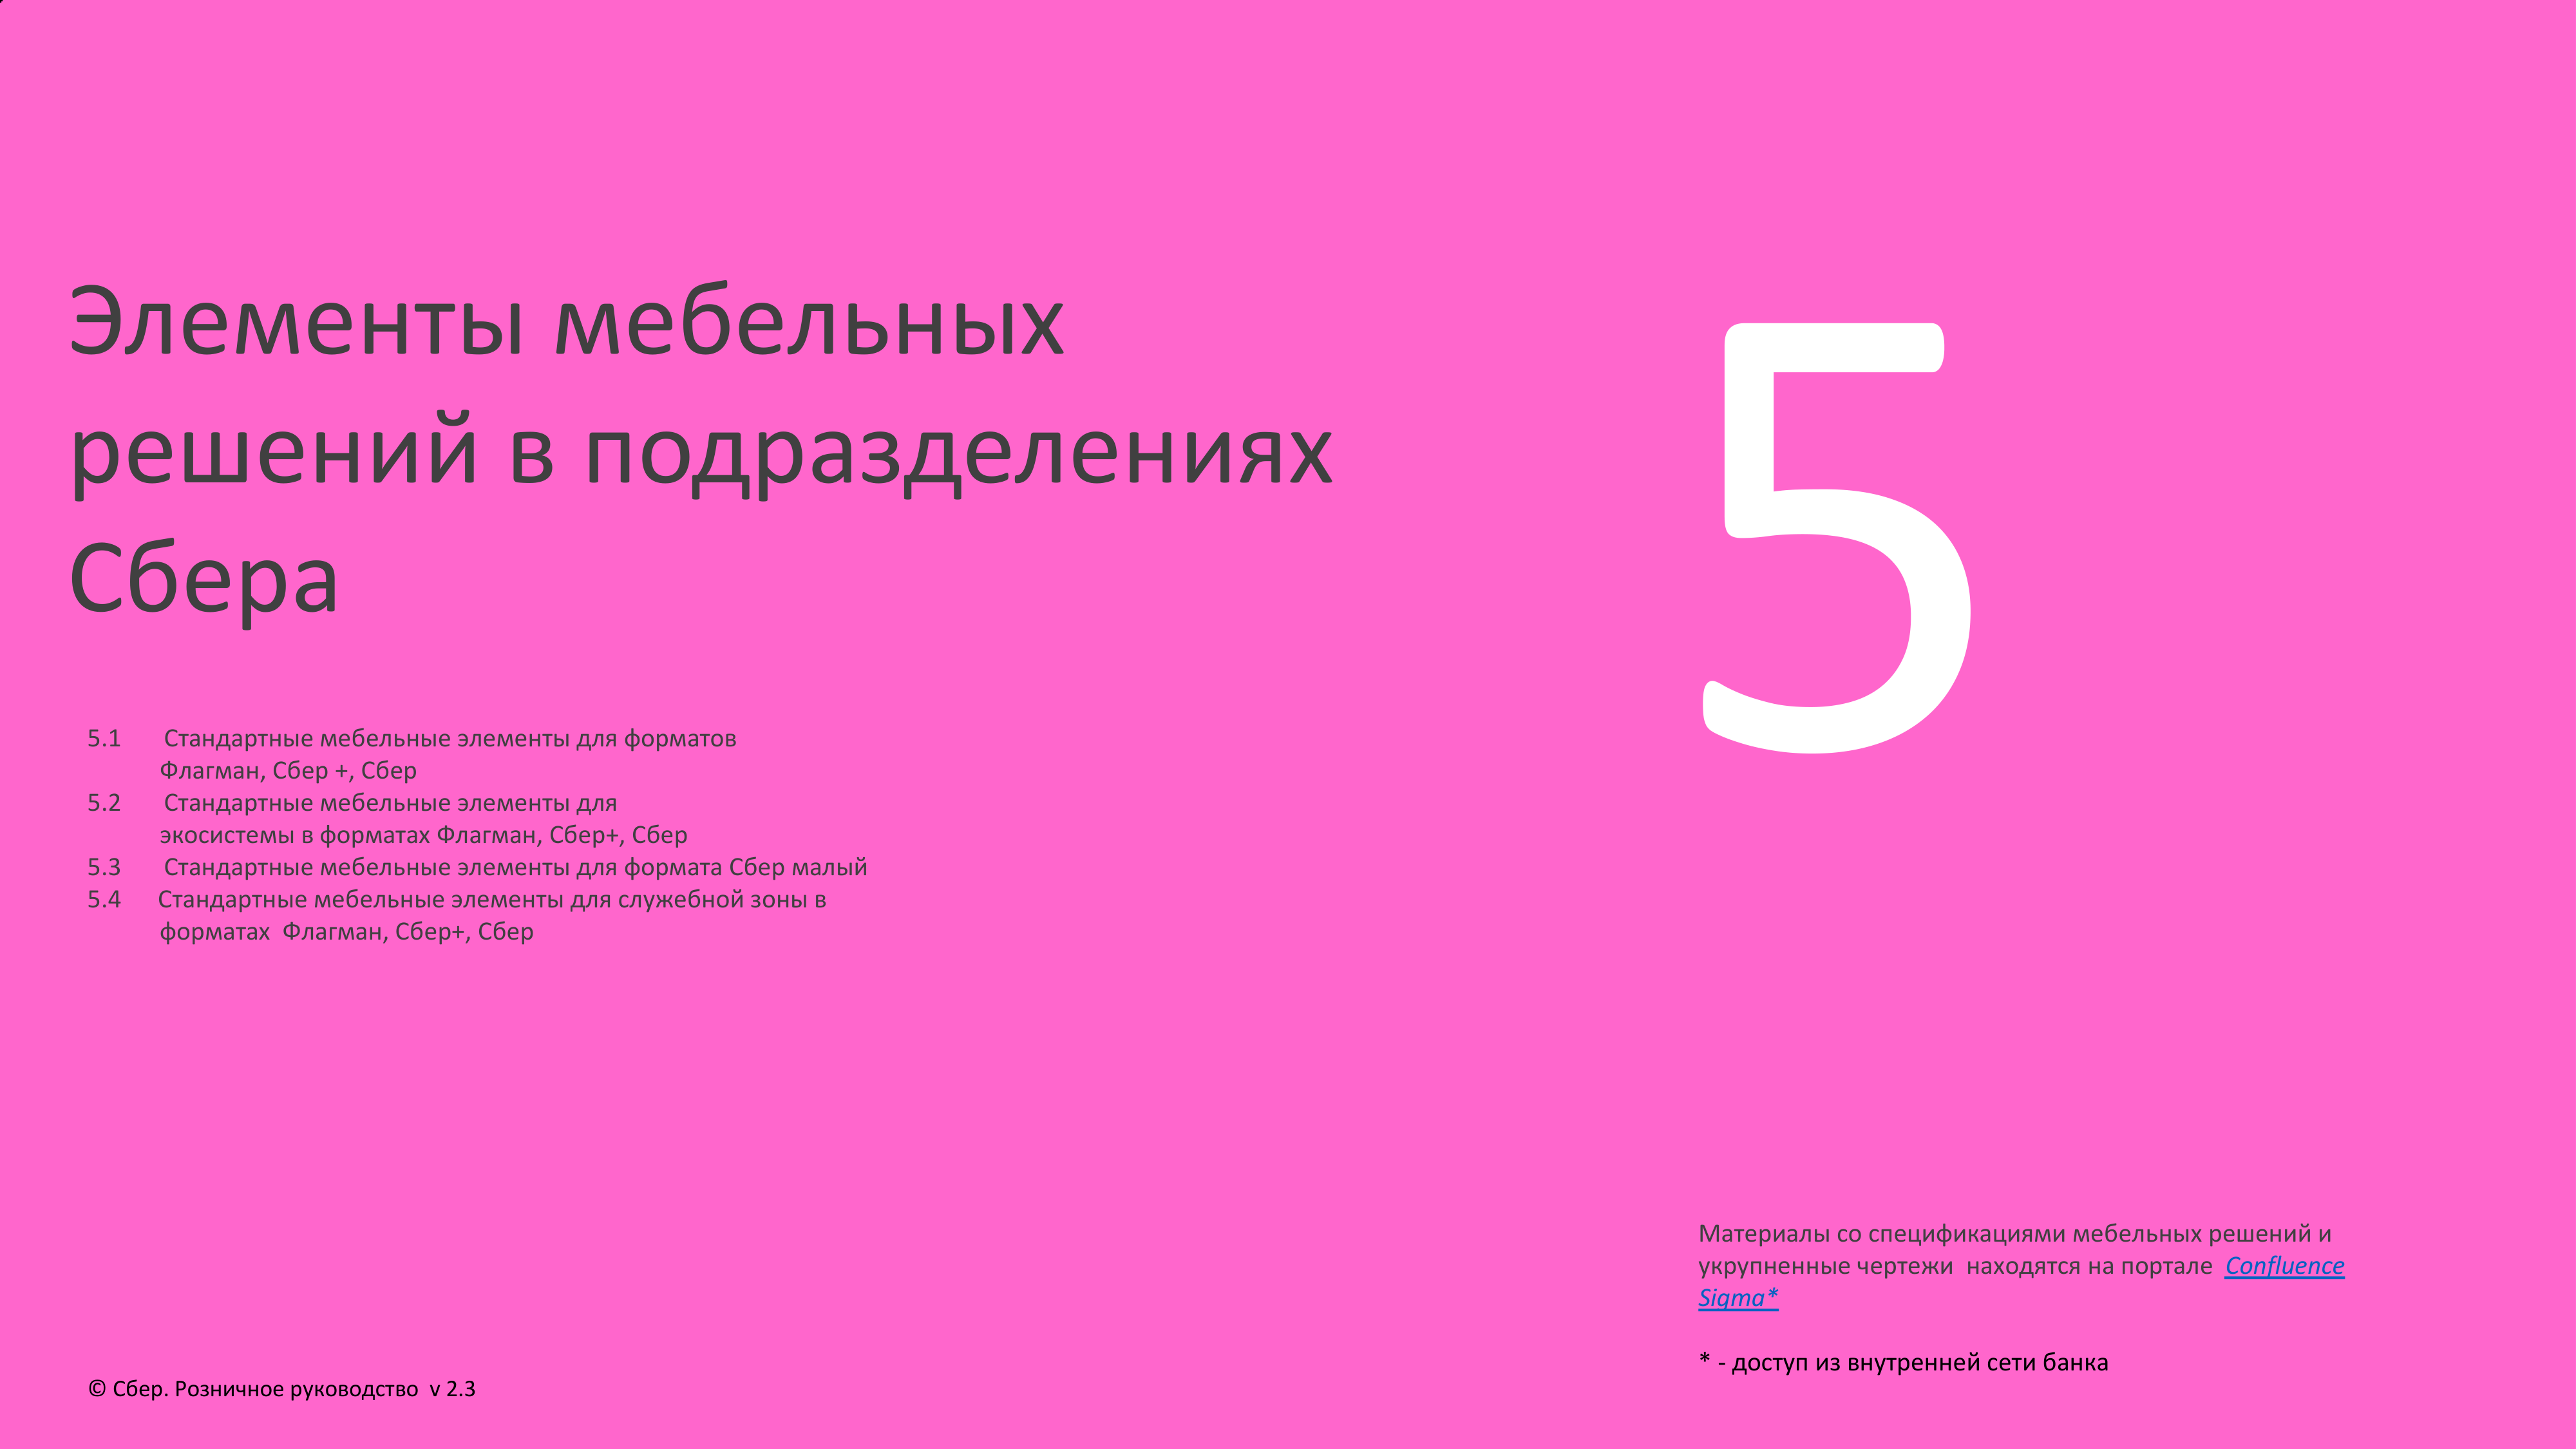 Элементы мебельных
решений в подразделениях
Сбера
5
5.1 Стандартные мебельные элементы для форматов
Флагман, Сбер +, Сбер
5.2 Стандартные мебельные элементы для
экосистемы в форматах Флагман, Сбер+, Сбер
5.3 Стандартные мебельные элементы для формата Сбер малый
5.4 Стандартные мебельные элементы для служебной зоны в
форматах Флагман, Сбер+, Сбер
Материалы со спецификациями мебельных решений и
укрупненные чертежи находятся на портале Confluence
Sigma*
* - доступ из внутренней сети банка
© Сбер. Розничное руководство v 2.3